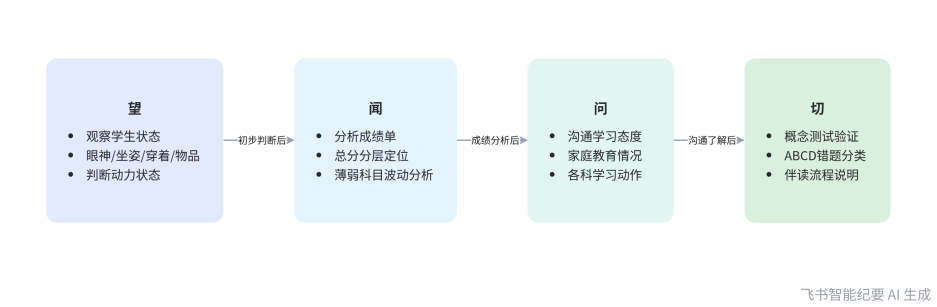 望
观察学生状态
眼神/坐姿/穿着/物品
判断动力状态
初步判断后
闻
分析成绩单
总分分层定位
薄弱科目波动分析
成绩分析后
问
沟通学习态度
家庭教育情况
各科学习动作
沟通了解后
切
概念测试验证
ABCD错题分类
伴读流程说明
飞书智能纪要 AI 生成